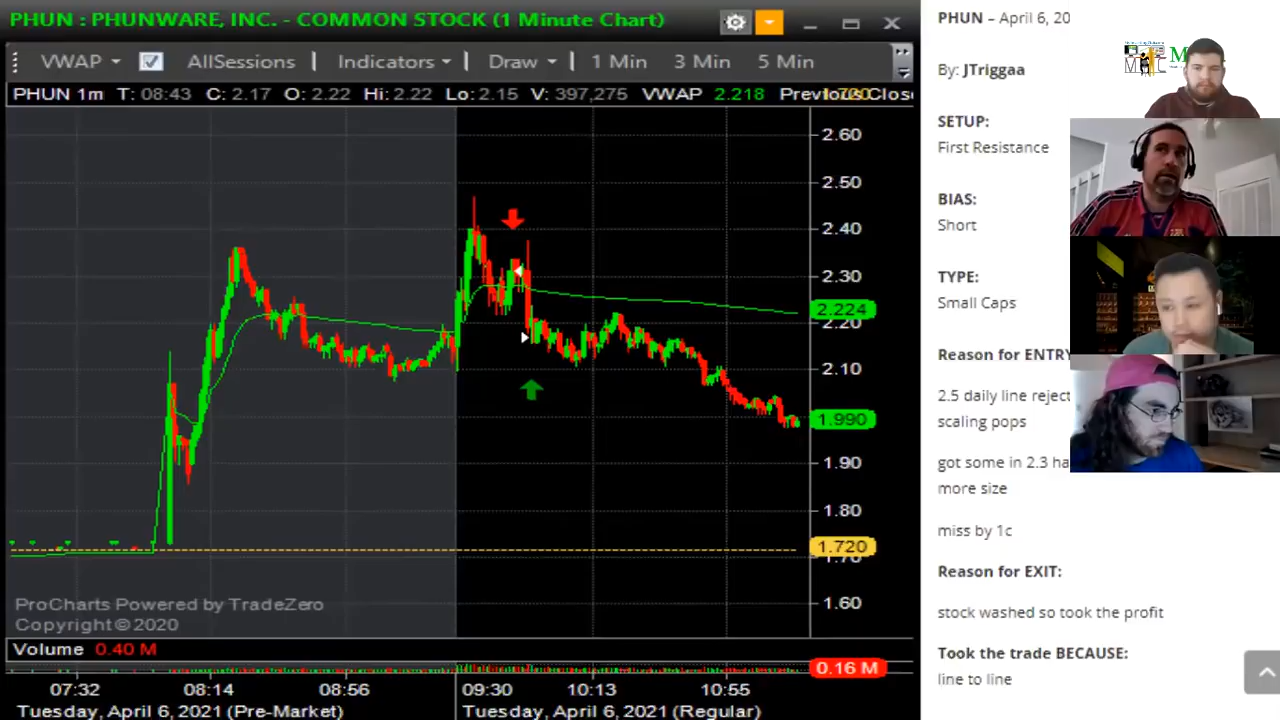 PHUN : PHUNWARE, INC. - COMMON STOCK (1 Minute Chart)
VWAP AllSessions Indicators Draw 1 Min 3 Min 5 Min
PHUN 1m T: 08:43 C: 2.17 O: 2.22 Hi: 2.22 Lo: 2.15 V: 397,275 VWAP 2.218
2.60
2.50
2.40
2.30
2.224
2.20
2.10
1.990
1.90
1.80
1.720
1.70
1.60
ProCharts Powered by TradeZero
Copyright © 2020
Volume 0.40 M
0.16 M
07:32 08:14 08:56 09:30 10:13 10:55
Tuesday, April 6, 2021 (Pre-Market) Tuesday, April 6, 2021 (Regular)
PHUN – April 6, 20
By: JTriggaa
SETUP:
First Resistance
BIAS:
Short
TYPE:
Small Caps
Reason for ENTRY
2.5 daily line reject
scaling pops
got some in 2.3 ha
more size
miss by 1c
Reason for EXIT:
stock washed so took the profit
Took the trade BECAUSE:
line to line